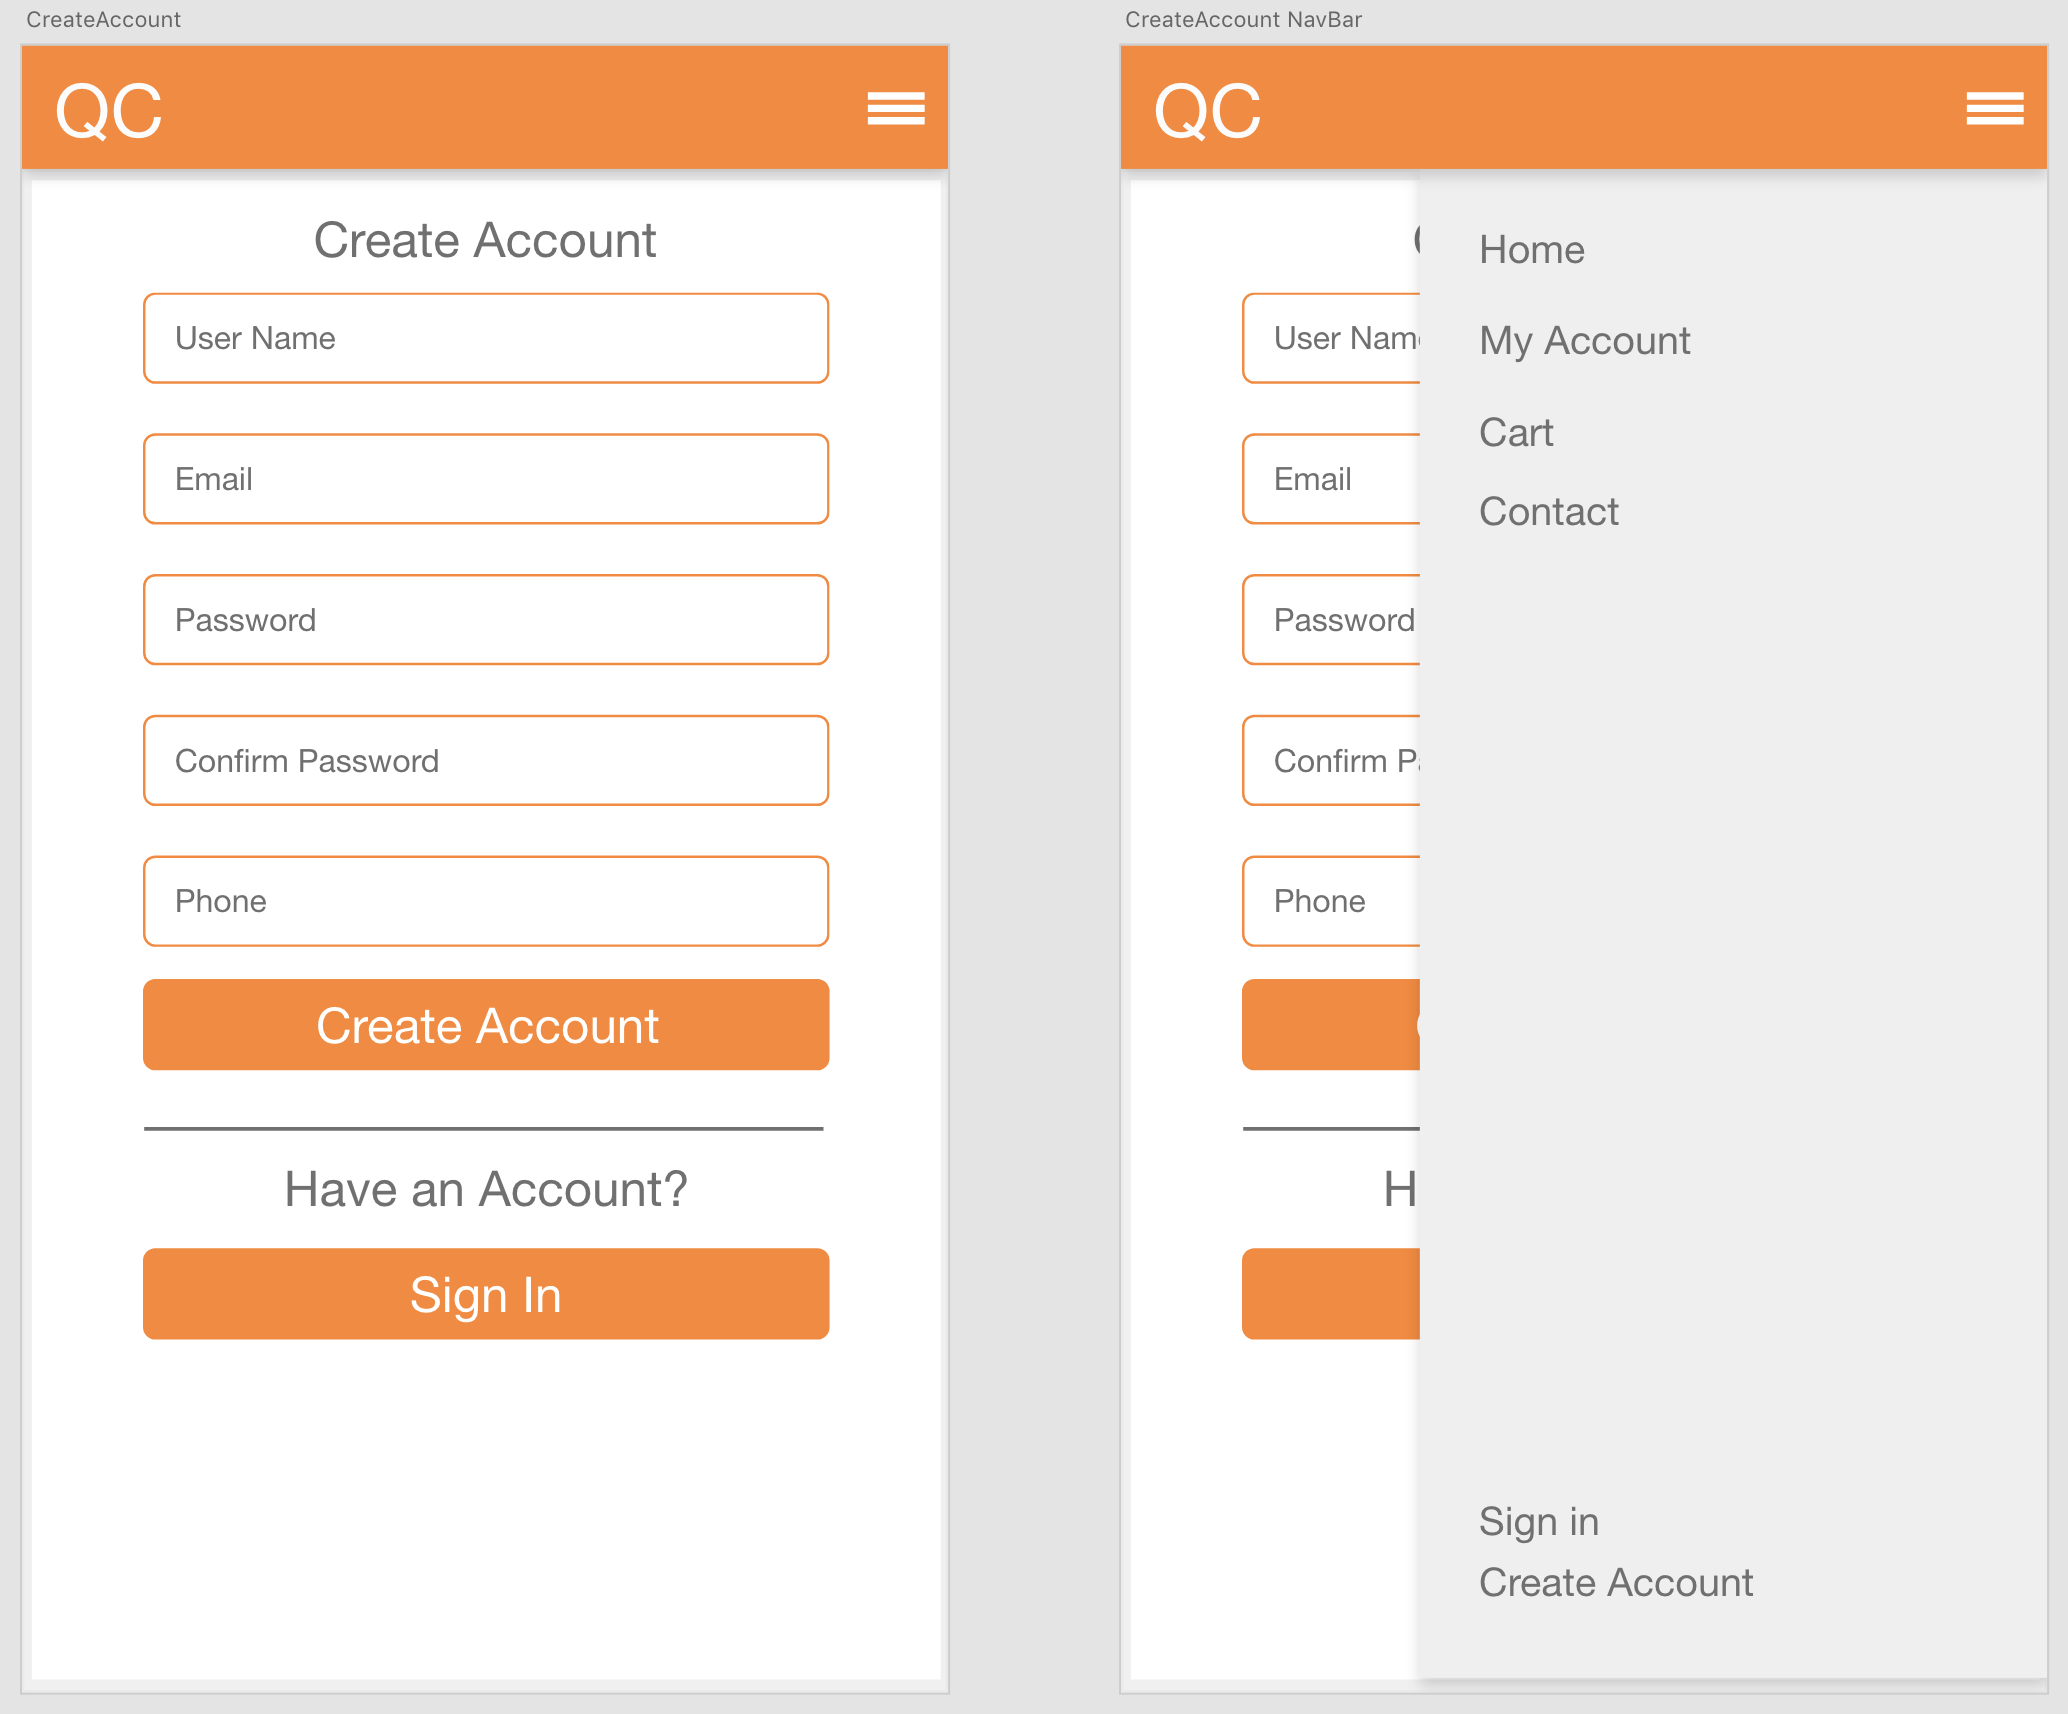 CreateAccount
QC
Create Account
User Name
Email
Password
Confirm Password
Phone
Create Account
Have an Account?
Sign In
CreateAccount NavBar
QC
User Nam
Email
Password
Confirm P
Phone
H
Home
My Account
Cart
Contact
Sign in
Create Account